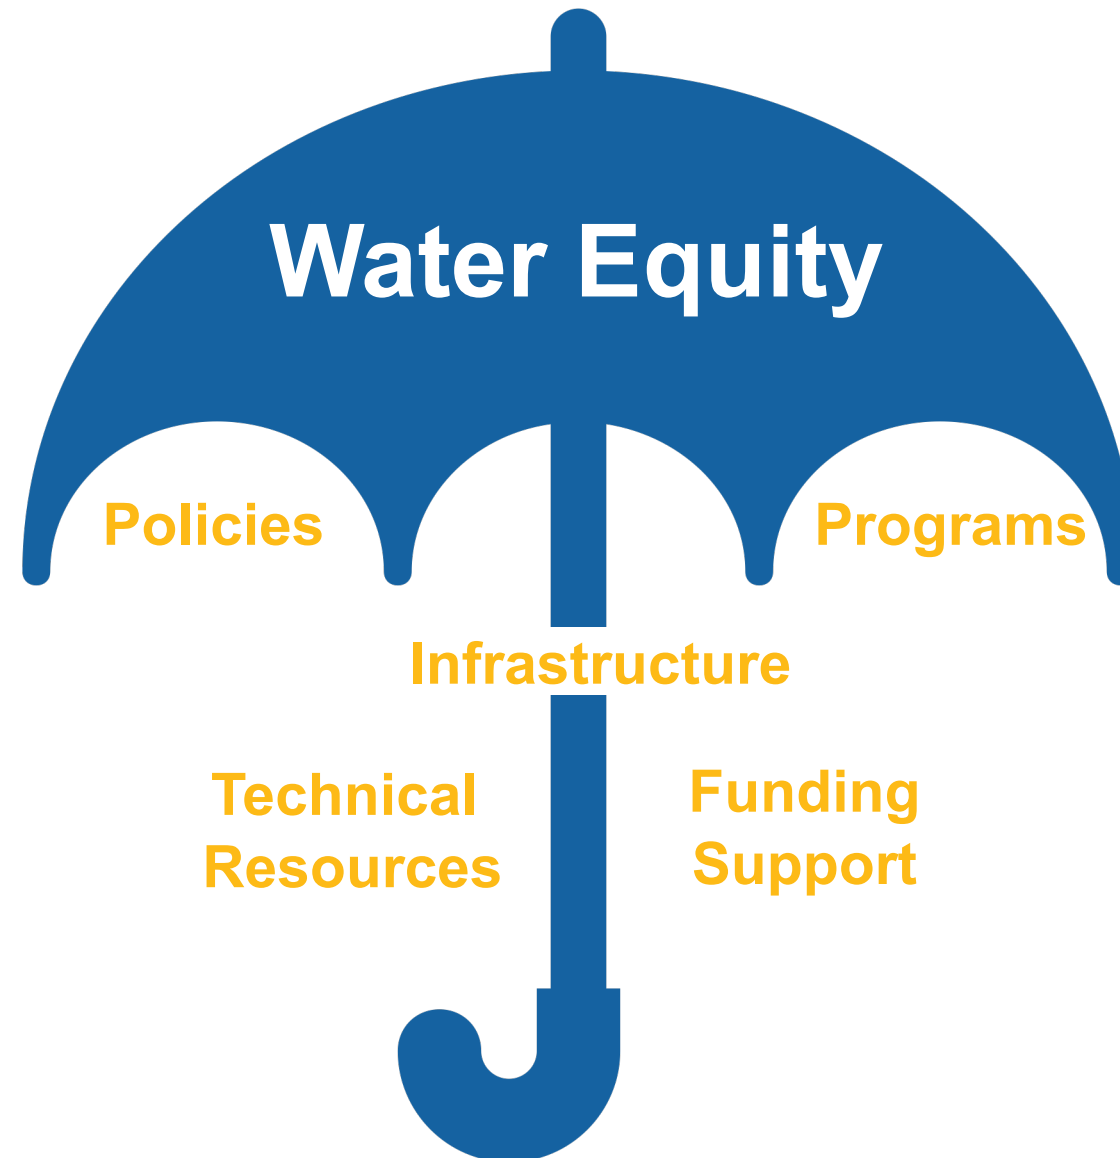 Water Equity
Policies
Programs
Infrastructure
Technical
Resources
Funding
Support